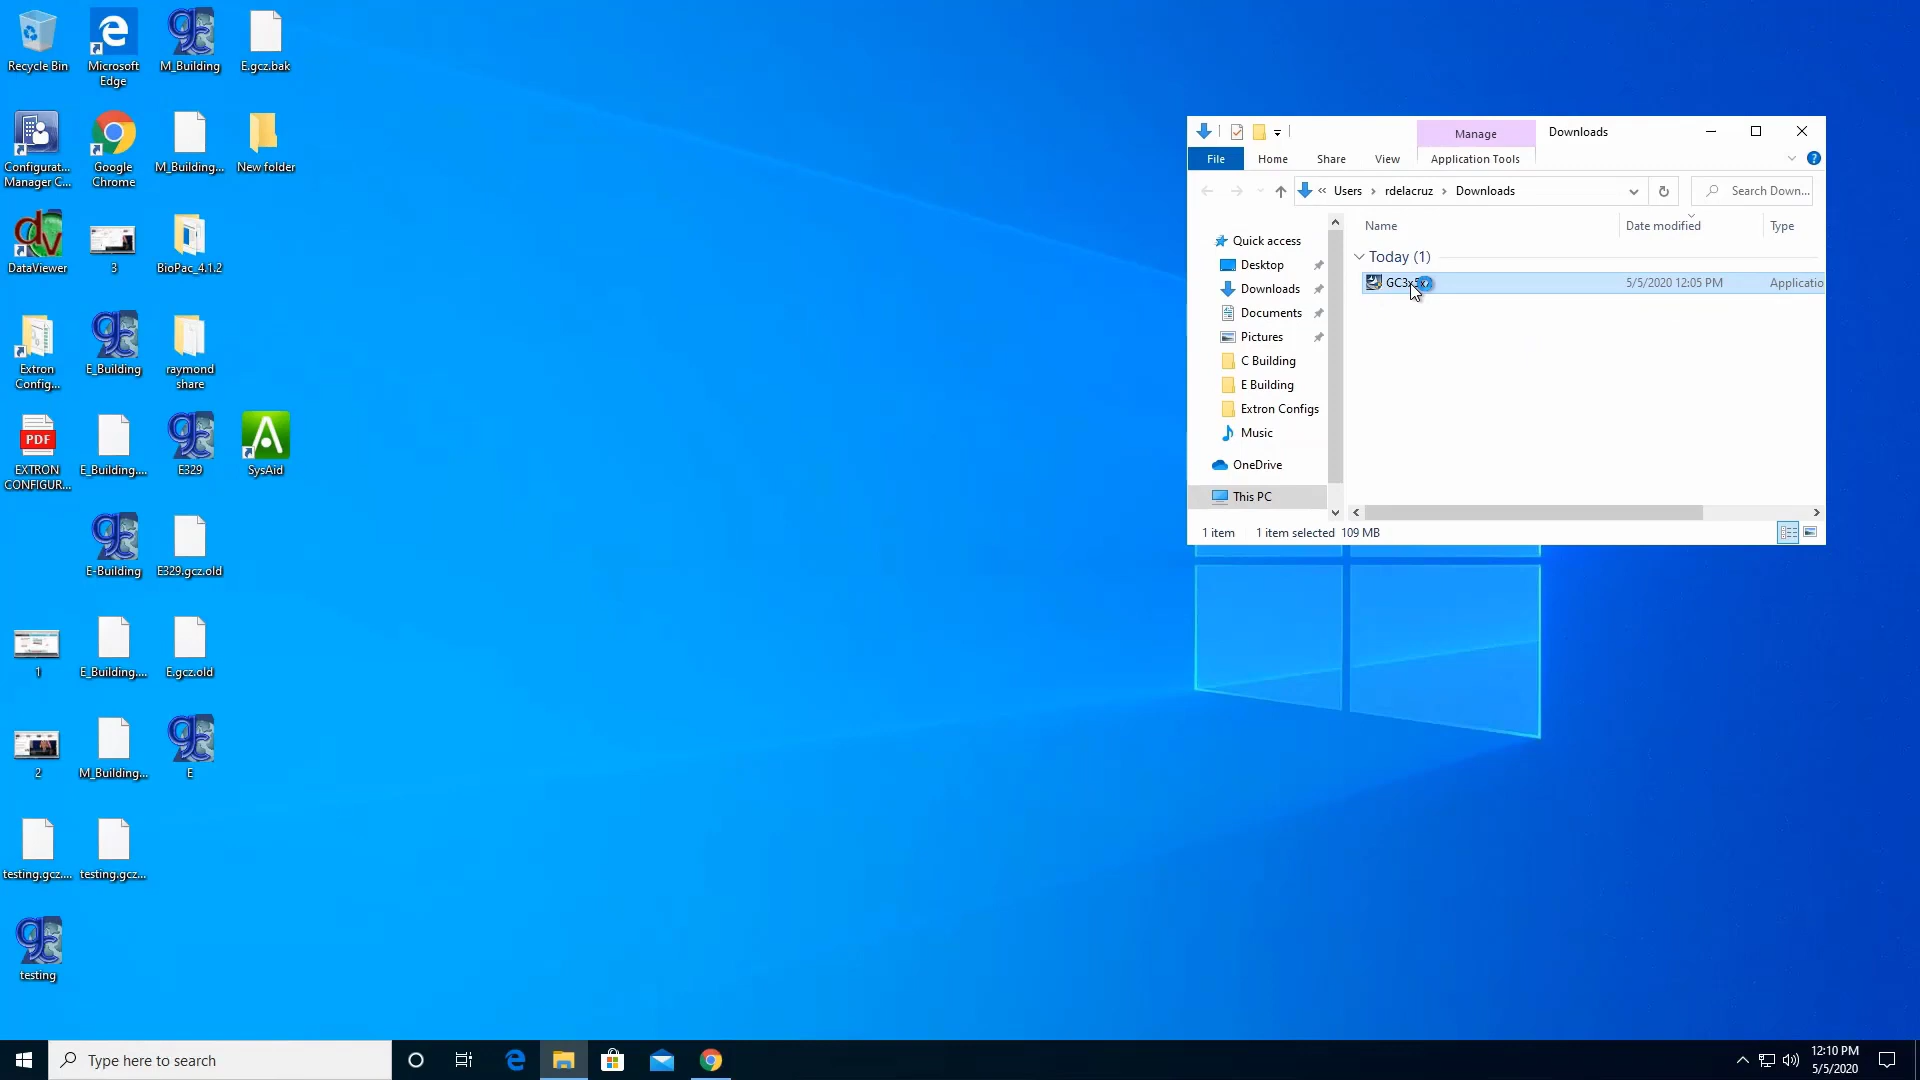 Recycle Bin
Microsoft
Edge
M_Building
E.gcz.bak
Configurat...
Manager C...
Google
Chrome
M_Building...
New folder
DataViewer
3
BioPac_4.1.2
Extron
Config...
E_Building
raymond
share
PDF
EXTRON
CONFIGUR...
E_Building....
E329
SysAid
E-Building
E329.gcz.old
1
E_Building....
E.gcz.old
2
M_Building...
E
testing.gcz....
testing.gcz...
testing
Manage
Downloads
File
Home
Share
View
Application Tools
« Users › rdelacruz › Downloads
Search Down...
Name
Date modified
Type
Quick access
Desktop
Downloads
Documents
Pictures
C Building
E Building
Extron Configs
Music
OneDrive
This PC
Today (1)
5/5/2020 12:05 PM
Applicatio
1 item
1 item selected 109 MB
Type here to search
12:10 PM
5/5/2020